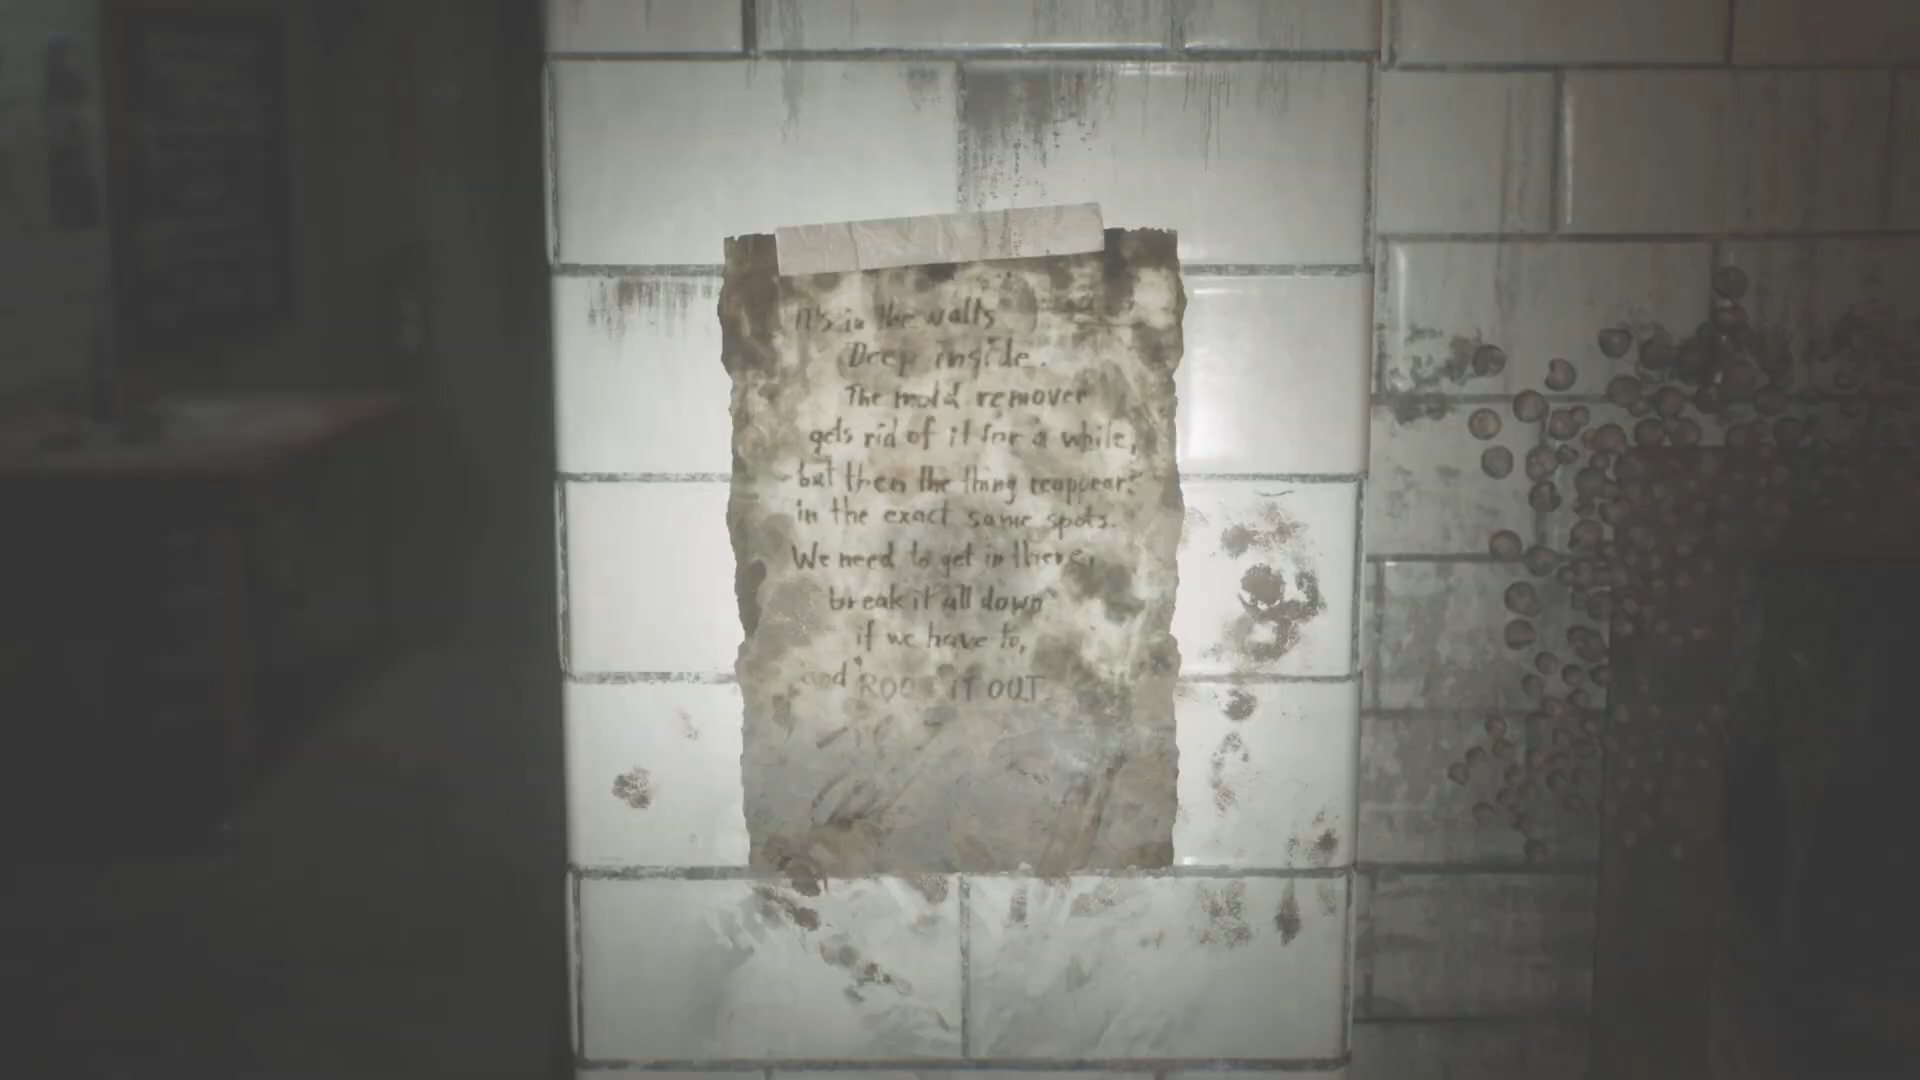 It's in the walls
Deep inside.
The mold remover
gets rid of it for a while,
but then the thing reappears
in the exact same spots.
We need to get in there,
break it all down
if we have to,
and ROOT IT OUT